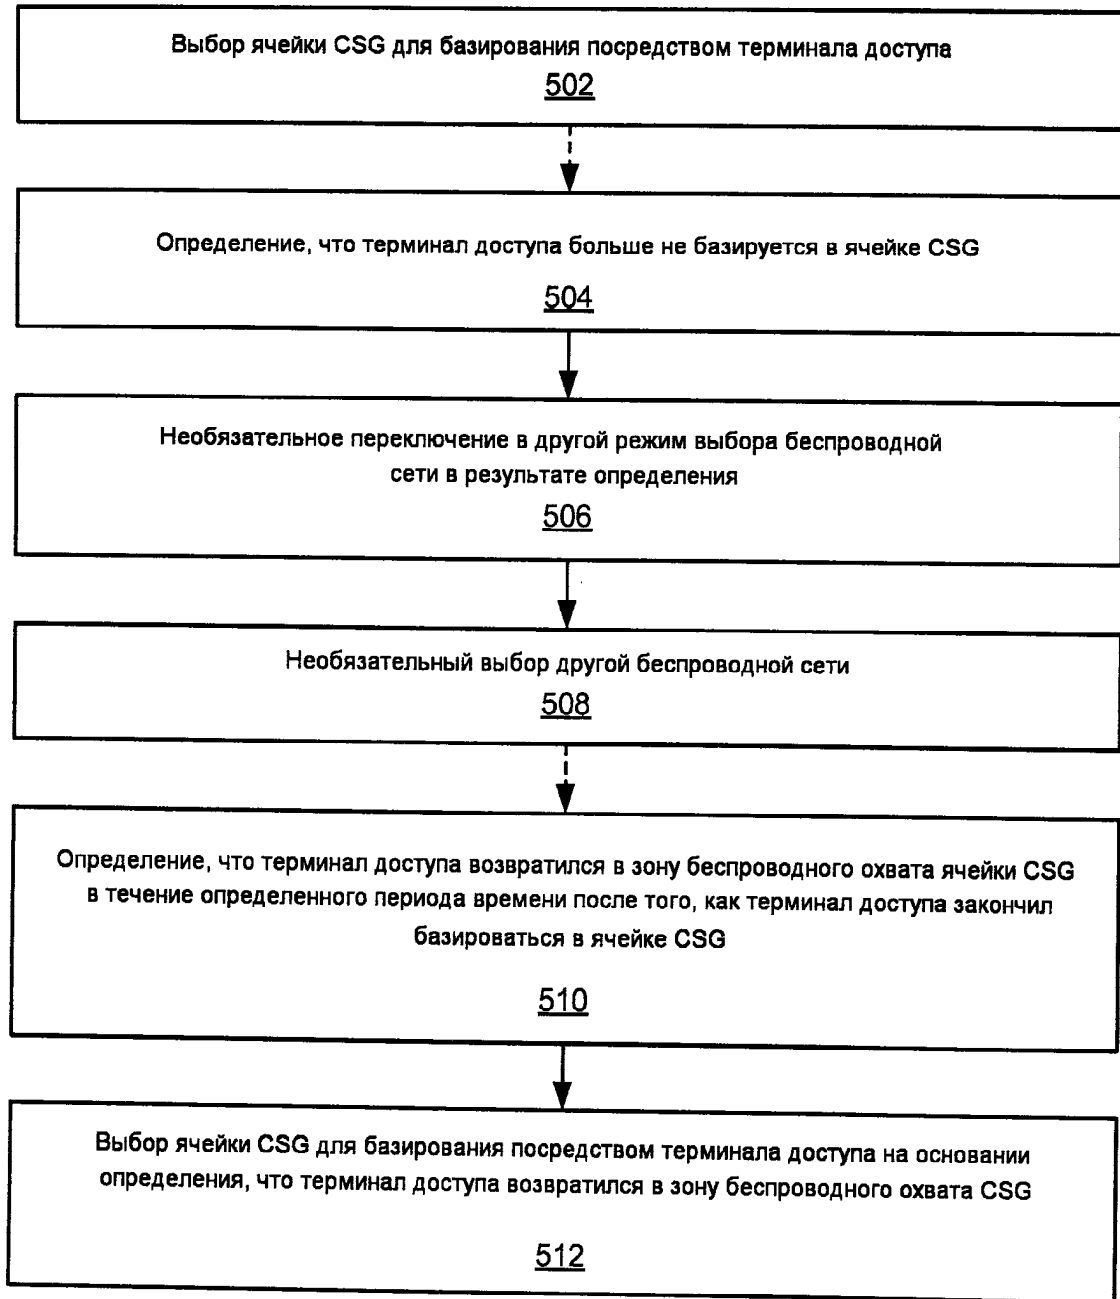 Выбор ячейки CSG для базирования посредством терминала доступа
502
Определение, что терминал доступа больше не базируется в ячейке CSG
504
Необязательное переключение в другой режим выбора беспроводной
сети в результате определения
506
Необязательный выбор другой беспроводной сети
508
Определение, что терминал доступа возвратился в зону беспроводного охвата ячейки CSG
в течение определенного периода времени после того, как терминал доступа закончил
базироваться в ячейке CSG
510
Выбор ячейки CSG для базирования посредством терминала доступа на основании
определения, что терминал доступа возвратился в зону беспроводного охвата CSG
512